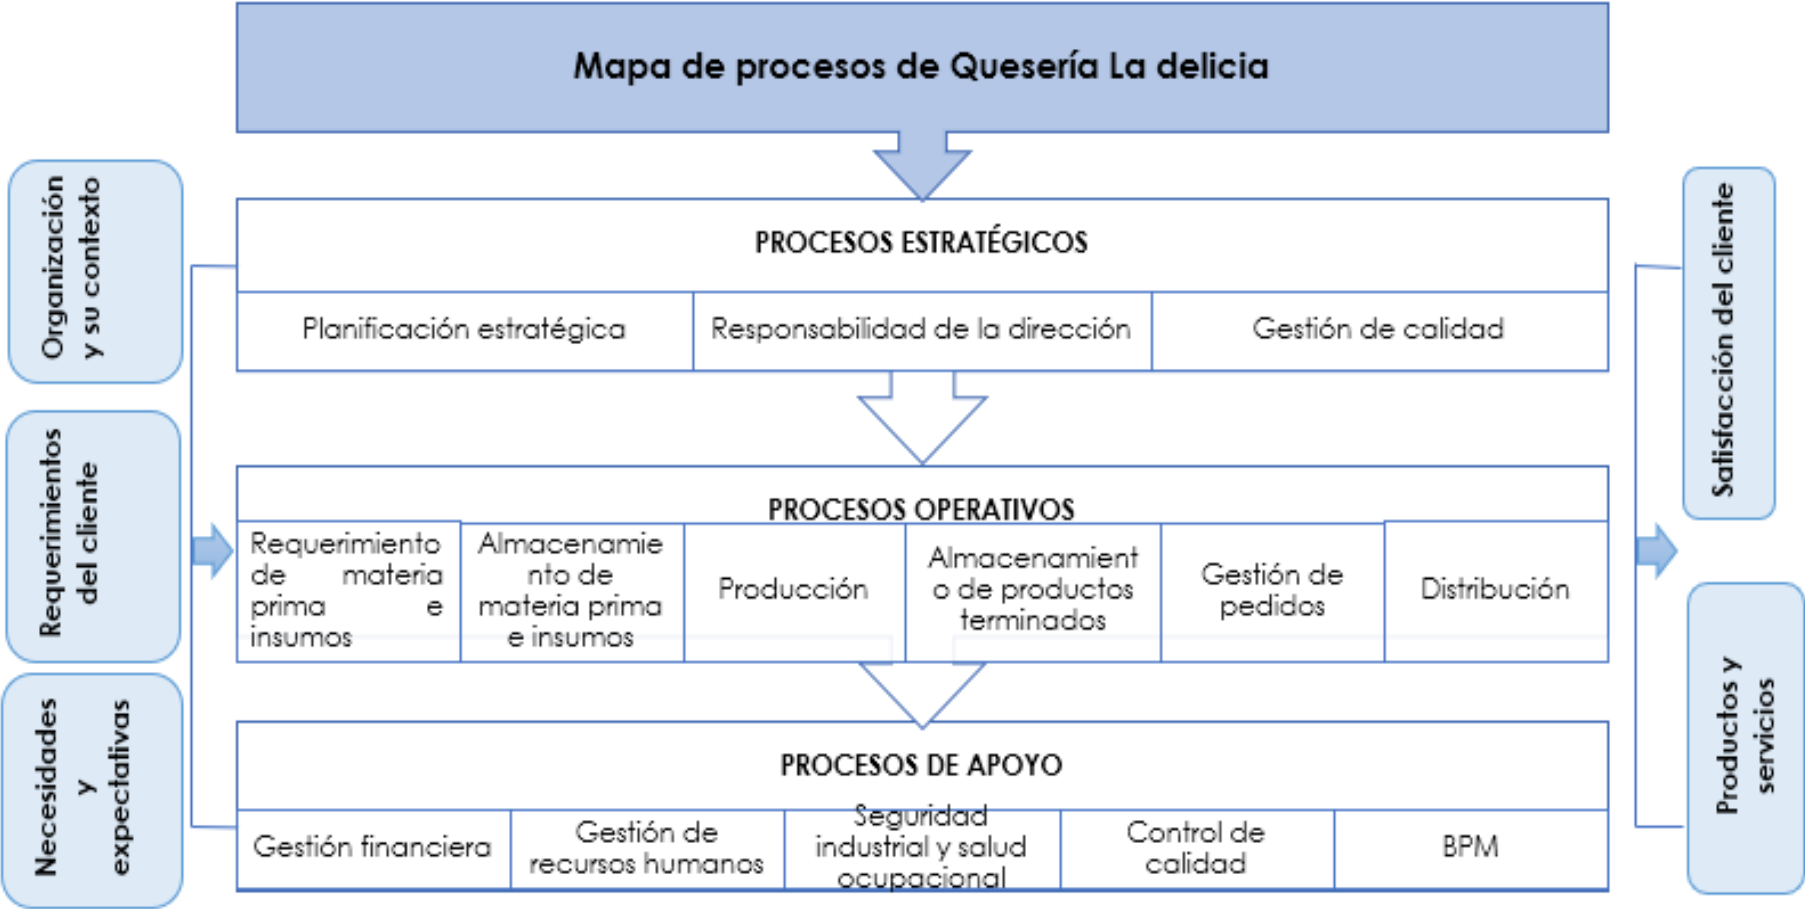 Mapa de procesos de Quesería La delicia
Organización
y su contexto
Requerimientos
del cliente
Necesidades
y
expectativas
PROCESOS ESTRATÉGICOS
Planificación estratégica
Responsabilidad de la dirección
Gestión de calidad
PROCESOS OPERATIVOS
Requerimiento
de materia
prima e
insumos
Almacenamie
nto de
materia prima
e insumos
Producción
Almacenamient
o de productos
terminados
Gestión de
pedidos
Distribución
PROCESOS DE APOYO
Gestión financiera
Gestión de
recursos humanos
Seguridad
industrial y salud
ocupacional
Control de
calidad
BPM
Satisfacción del cliente
Productos y
servicios